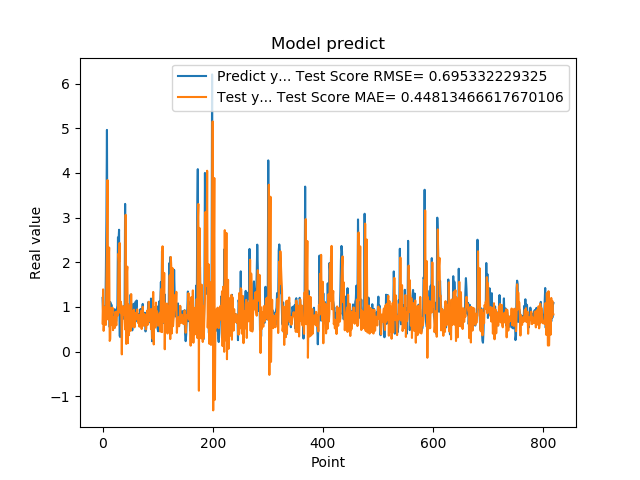 Model predict
Predict y... Test Score RMSE= 0.695332229325
Test y... Test Score MAE= 0.44813466617670106
Real value
6
5
4
3
2
1
0
−1
0 200 400 600 800
Point